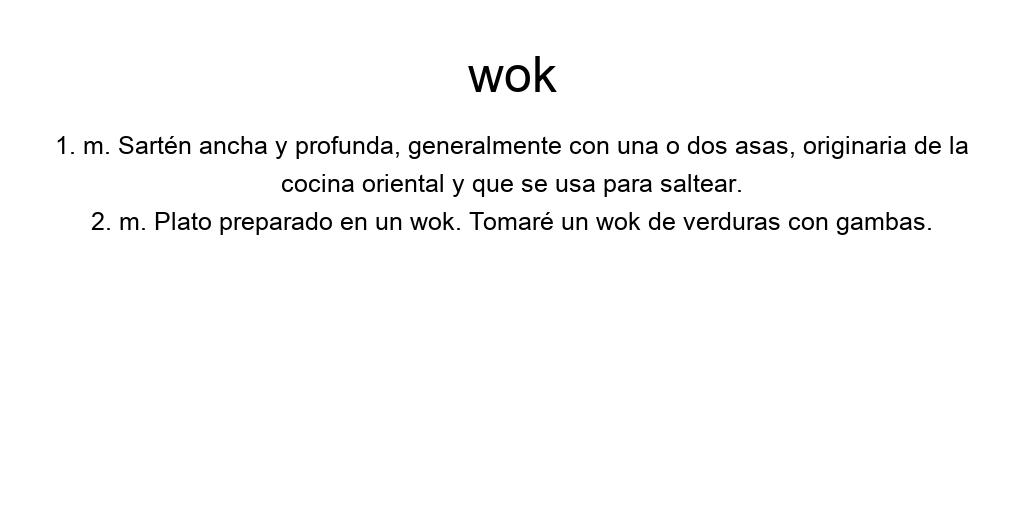 wok
1. m. Sartén ancha y profunda, generalmente con una o dos asas, originaria de la
cocina oriental y que se usa para saltear.
2. m. Plato preparado en un wok. Tomaré un wok de verduras con gambas.